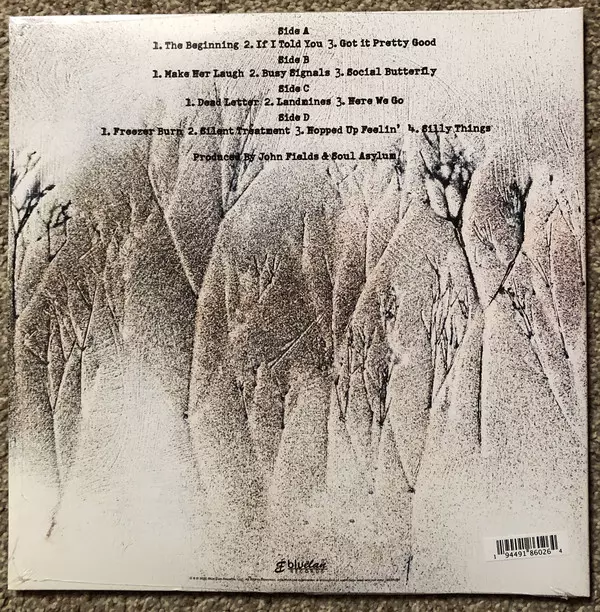 Side A
1. The Beginning 2. If I Told You 3. Got it Pretty Good
Side B
1. Make Her Laugh 2. Busy Signals 3. Social Butterfly
Side C
1. Dead Letter 2. Landmines 3. Here We Go
Side D
1. Freezer Burn 2. Silent Treatment 3. Hopped Up Feelin' 4. Silly Things
Produced By John Fields & Soul Asylum
blue élan
RECORDS
1 94491 86026 4